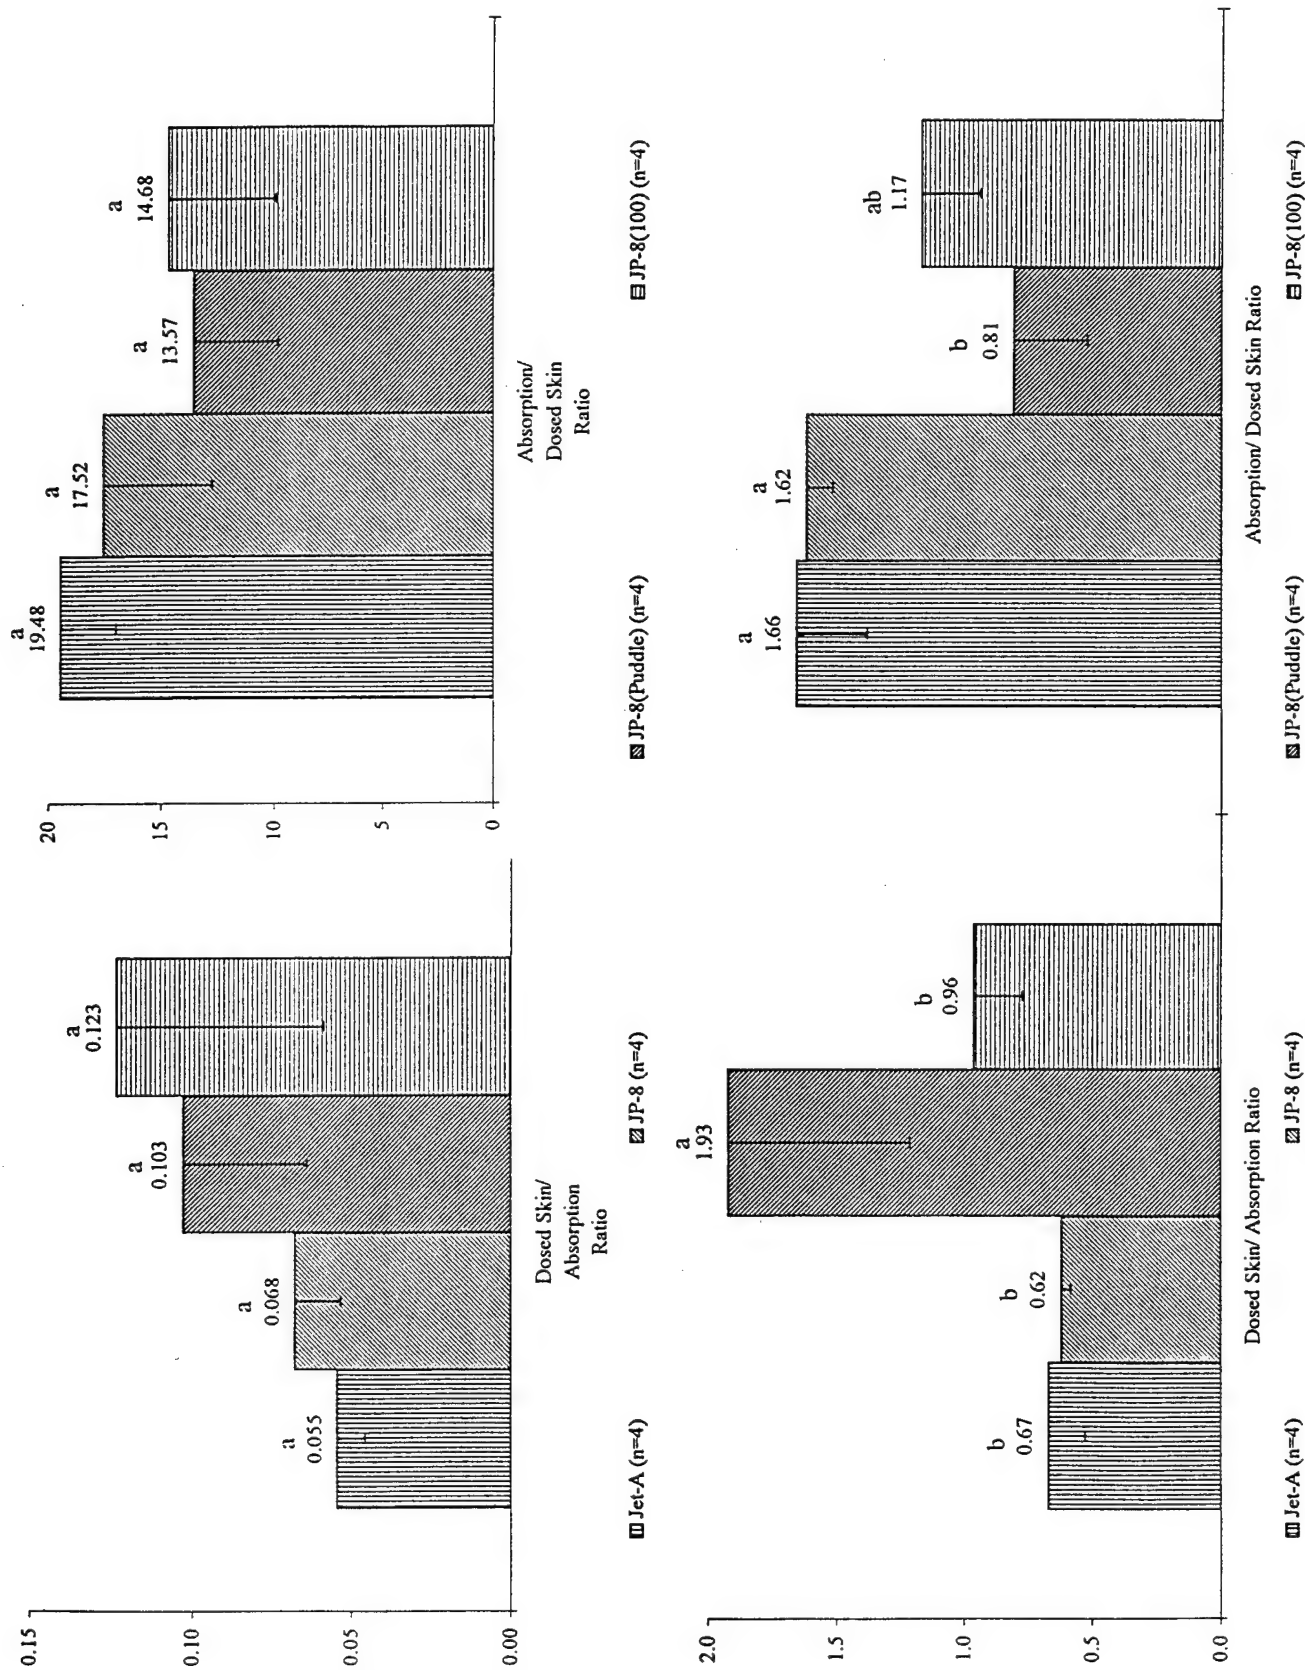 0.15
0.10
0.05
0.00
a
0.055
a
0.068
a
0.103
a
0.123
Dosed Skin/
Absorption
Ratio
20
15
10
5
0
a
19.48
a
17.52
a
13.57
a
14.68
Absorption/
Dosed Skin
Ratio
Jet-A (n=4) JP-8 (n=4) JP-8(Puddle) (n=4) JP-8(100) (n=4)
2.0
1.5
1.0
0.5
0.0
b
0.67
b
0.62
a
1.93
b
0.96
Dosed Skin/ Absorption Ratio
a
1.66
a
1.62
b
0.81
ab
1.17
Absorption/ Dosed Skin Ratio
Jet-A (n=4) JP-8 (n=4) JP-8(Puddle) (n=4) JP-8(100) (n=4)